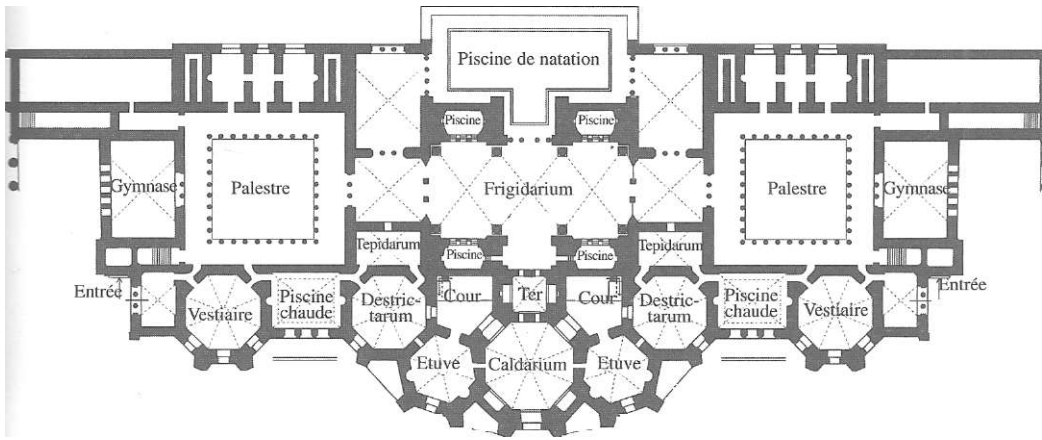 Piscine de natation
Piscine
Piscine
Gymnase
Palestre
Frigidarium
Palestre
Gymnase
Tepidarum
Piscine
Piscine
Tepidarum
Entrée
Vestiaire
Piscine
chaude
Destric-
tarum
Cour
Ter
Cour
Destric-
tarum
Piscine
chaude
Vestiaire
Entrée
Etuve
Caldarium
Etuve